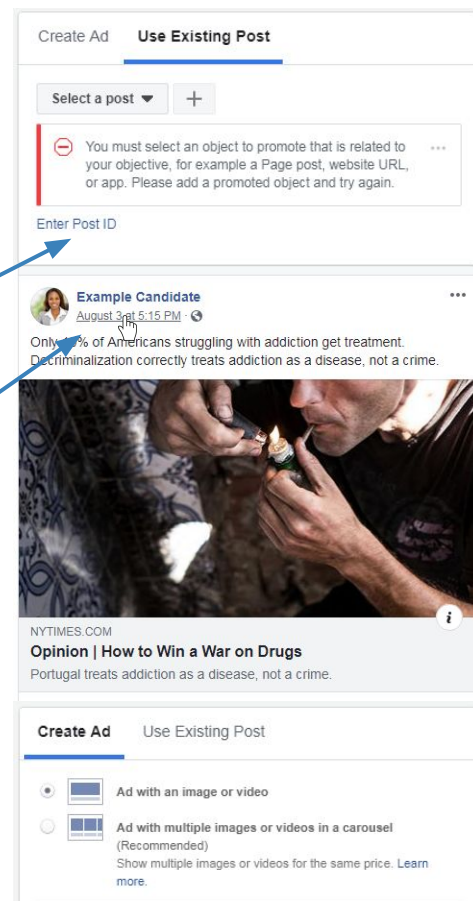 Create Ad Use Existing Post
Select a post +
You must select an object to promote that is related to
your objective, for example a Page post, website URL,
or app. Please add a promoted object and try again.
Enter Post ID
Example Candidate
August 3 at 5:15 PM
Only % of Americans struggling with addiction get treatment.
Decriminalization correctly treats addiction as a disease, not a crime.
i
NYTIMES.COM
Opinion | How to Win a War on Drugs
Portugal treats addiction as a disease, not a crime.
Create Ad Use Existing Post
Ad with an image or video
Ad with multiple images or videos in a carousel
(Recommended)
Show multiple images or videos for the same price. Learn
more.